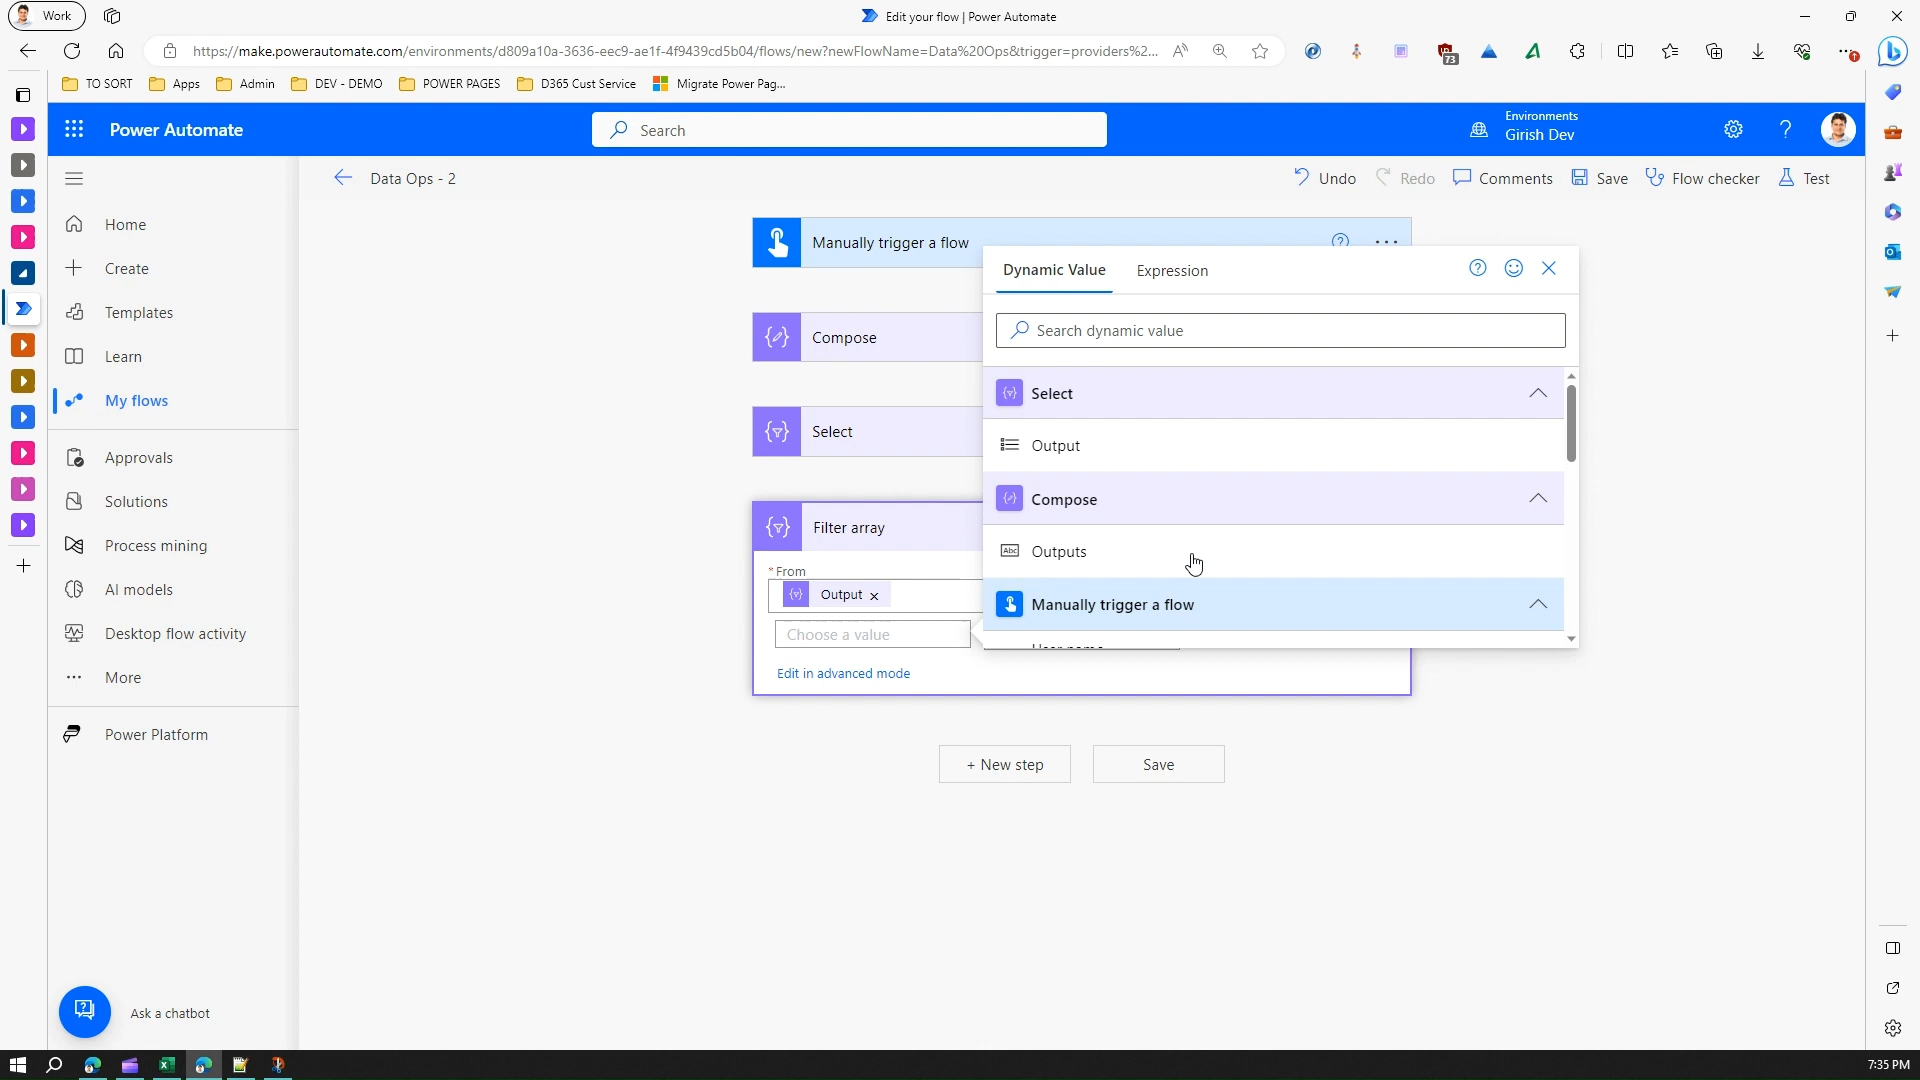 Work
Edit your flow | Power Automate
https://make.powerautomate.com/environments/d809a10a-3636-eec9-ae1f-4f9439cd5b04/flows/new?newFlowName=Data%20Ops&trigger=providers%2...
73
TO SORT
Apps
Admin
DEV - DEMO
POWER PAGES
D365 Cust Service
Migrate Power Pag...
Power Automate
Search
Environments
Girish Dev
Data Ops - 2
Undo
Redo
Comments
Save
Flow checker
Test
Home
Create
Templates
Learn
My flows
Approvals
Solutions
Process mining
AI models
Desktop flow activity
More
Power Platform
Ask a chatbot
Manually trigger a flow
Compose
Select
Filter array
* From
Output
Choose a value
Edit in advanced mode
+ New step
Save
Dynamic Value
Expression
Search dynamic value
Select
Output
Compose
Abc
Outputs
Manually trigger a flow
User name
7:35 PM